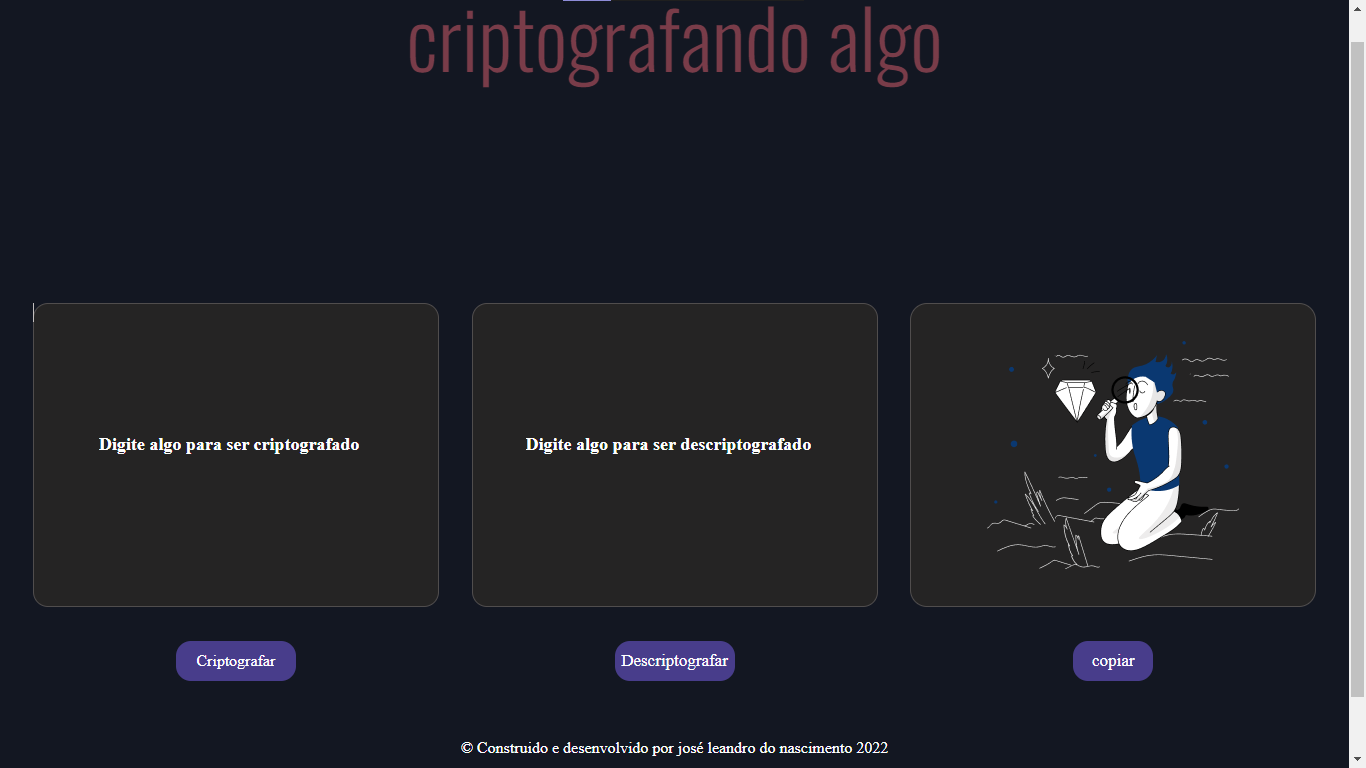 criptografando algo
Digite algo para ser criptografado
Digite algo para ser descriptografado
Criptografar
Descriptografar
copiar
© Construido e desenvolvido por josé leandro do nascimento 2022